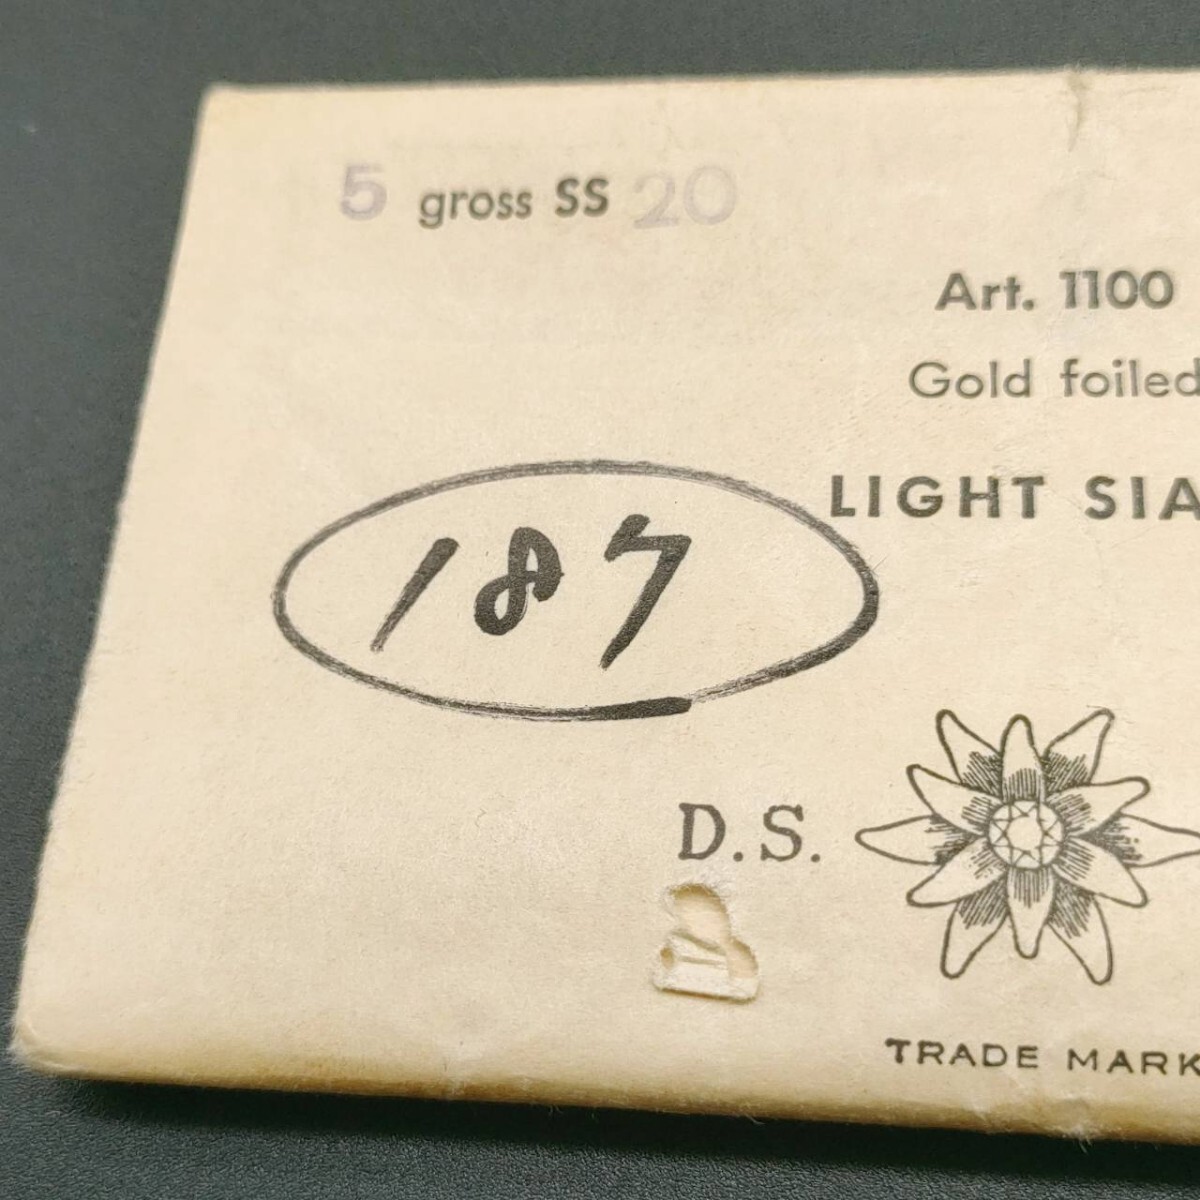 5 gross SS 20
Art. 1100
Gold foiled
LIGHT SIA
187
D.S.
TRADE MARK